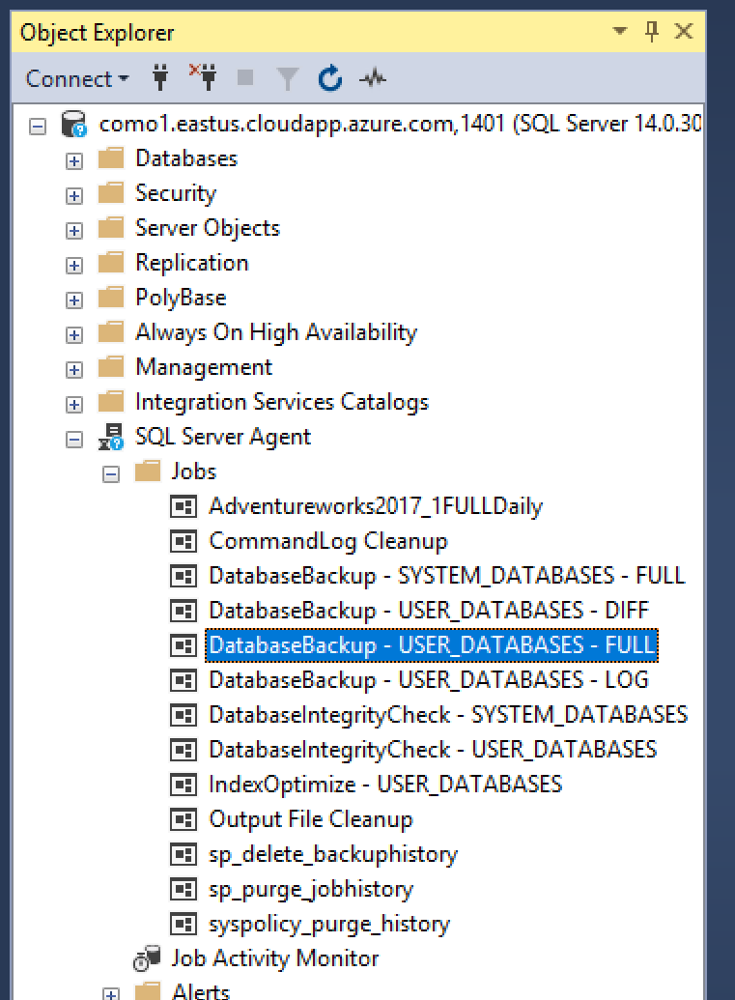 Object Explorer
Connect
como1.eastus.cloudapp.azure.com,1401 (SQL Server 14.0.30
Databases
Security
Server Objects
Replication
PolyBase
Always On High Availability
Management
Integration Services Catalogs
SQL Server Agent
Jobs
Adventureworks2017_1FULLDaily
CommandLog Cleanup
DatabaseBackup - SYSTEM_DATABASES - FULL
DatabaseBackup - USER_DATABASES - DIFF
DatabaseBackup - USER_DATABASES - FULL
DatabaseBackup - USER_DATABASES - LOG
DatabaseIntegrityCheck - SYSTEM_DATABASES
DatabaseIntegrityCheck - USER_DATABASES
IndexOptimize - USER_DATABASES
Output File Cleanup
sp_delete_backuphistory
sp_purge_jobhistory
syspolicy_purge_history
Job Activity Monitor
Alerts